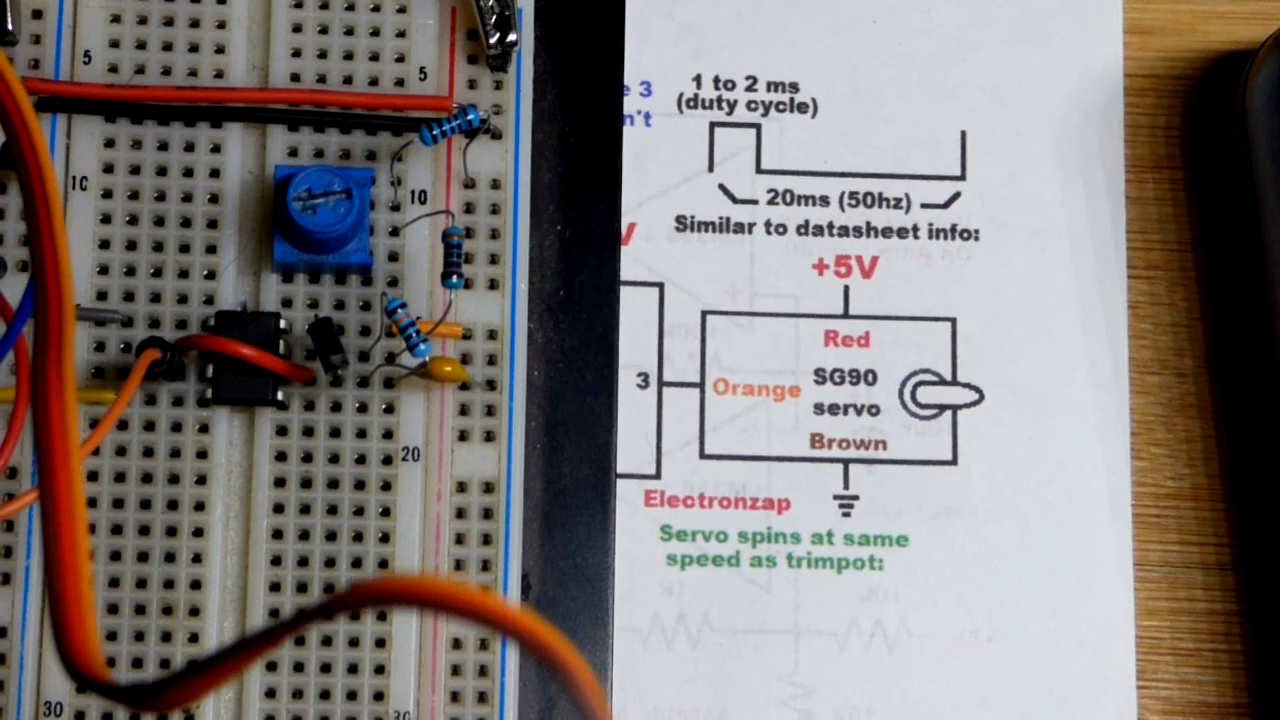 5
5
10
10
20
30
30
3
n't
1 to 2 ms
(duty cycle)
20ms (50hz)
Similar to datasheet info:
V
+5V
Red
3
Orange
SG90
servo
Brown
Electronzap
Servo spins at same
speed as trimpot: